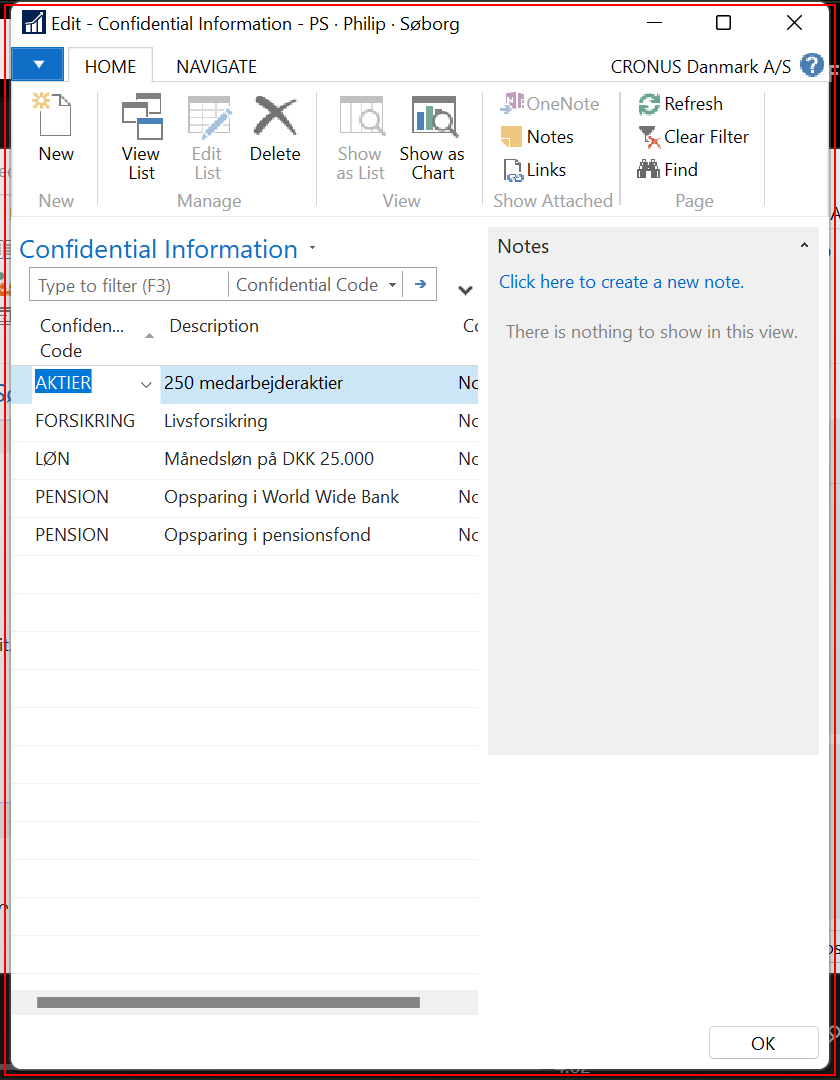 Edit - Confidential Information - PS · Philip · Søborg
HOME NAVIGATE CRONUS Danmark A/S
New
View List
Edit List
Delete
Show as List
Show as Chart
OneNote
Notes
Links
Refresh
Clear Filter
Find
New Manage View Show Attached Page
Confidential Information
Type to filter (F3) Confidential Code
Confiden... Code Description
AKTIER 250 medarbejderaktier No
FORSIKRING Livsforsikring No
LØN Månedsløn på DKK 25.000 No
PENSION Opsparing i World Wide Bank No
PENSION Opsparing i pensionsfond No
Notes
Click here to create a new note.
There is nothing to show in this view.
OK